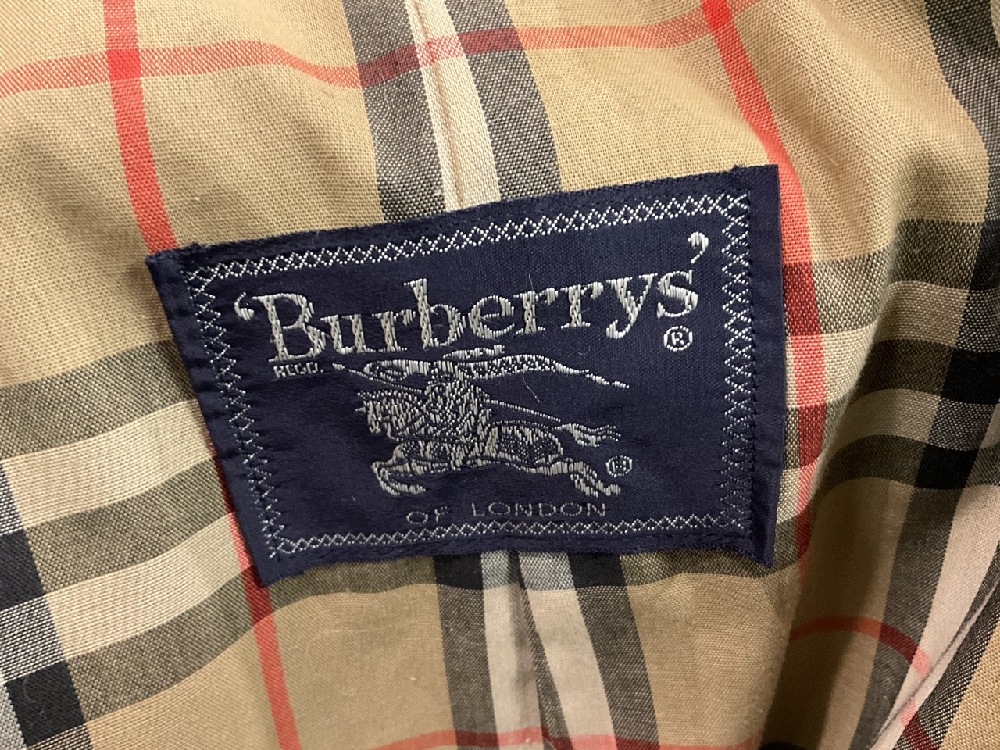 ‘Burberrys’ ®
REGD.
®
OF LONDON